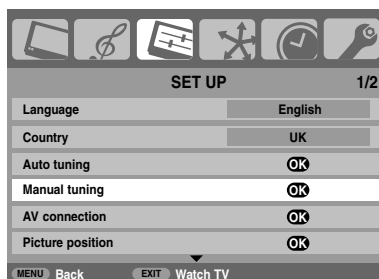 SET UP 1/2
Language English
Country UK
Auto tuning OK
Manual tuning OK
AV connection OK
Picture position OK
MENU Back EXIT Watch TV